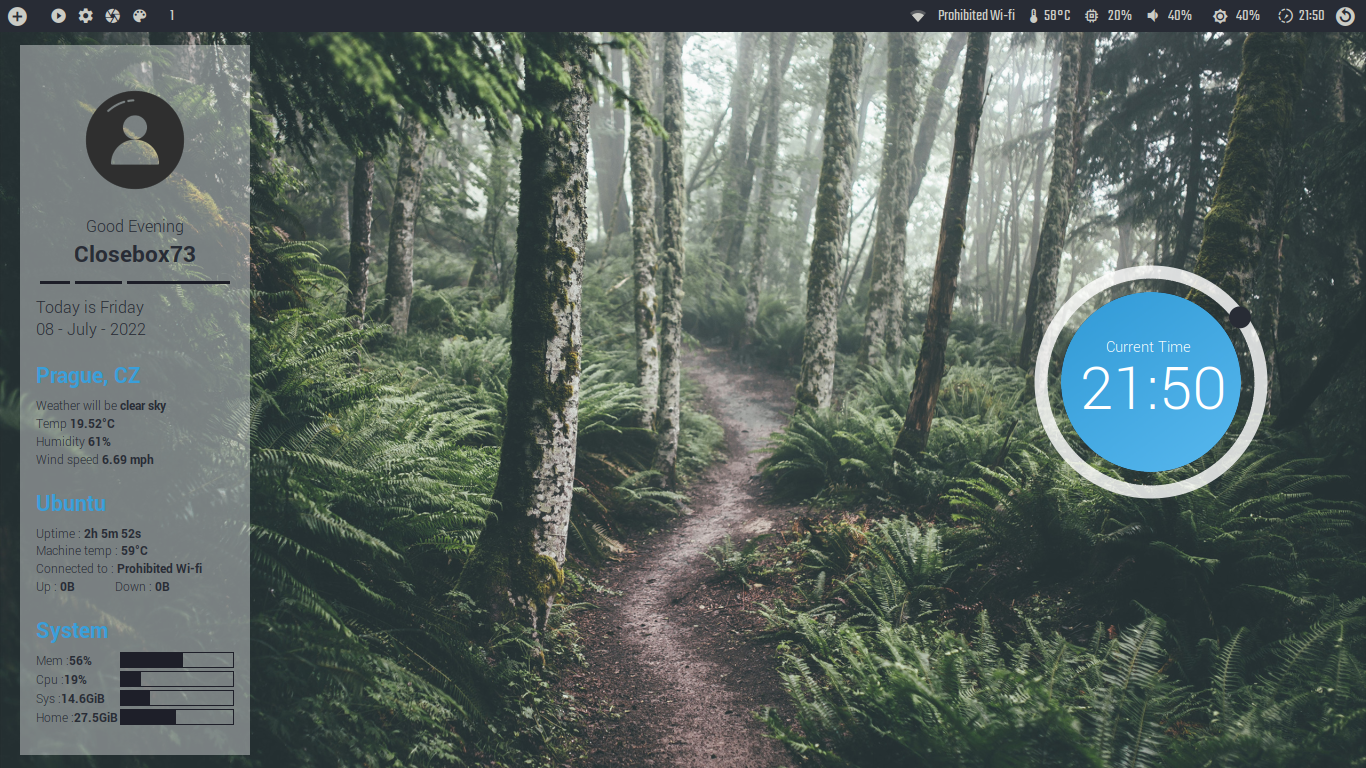 1
Prohibited Wi-fi 58°C 20% 40% 40% 21:50
Good Evening
Closebox73
Today is Friday
08 - July - 2022
Prague, CZ
Weather will be clear sky
Temp 19.52°C
Humidity 61%
Wind speed 6.69 mph
Ubuntu
Uptime : 2h 5m 52s
Machine temp : 59°C
Connected to : Prohibited Wi-fi
Up : 0B Down : 0B
System
Mem :56%
Cpu :19%
Sys :14.6GiB
Home :27.5GiB
Current Time
21:50